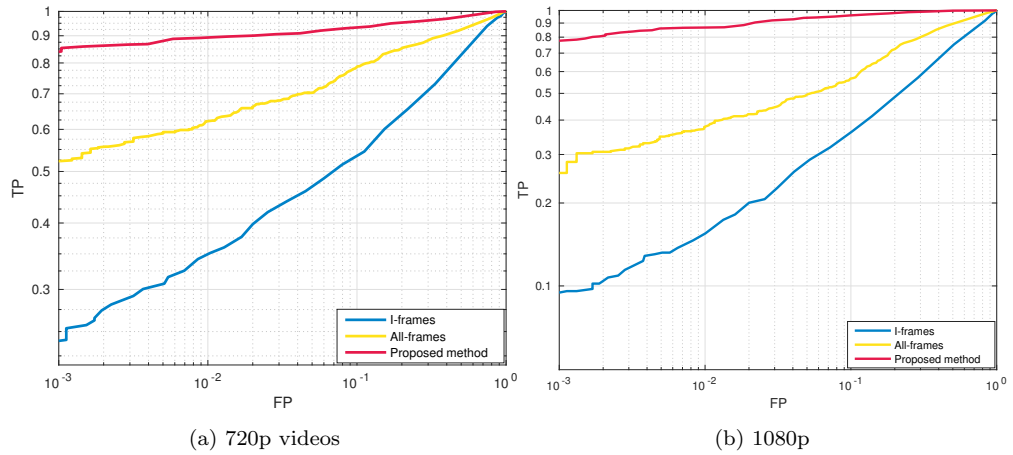 1
0.9
0.8
0.7
0.6
0.5
0.4
0.3
TP
10^-3
10^-2
10^-1
10^0
FP
I-frames
All-frames
Proposed method
(a) 720p videos
1
0.9
0.8
0.7
0.6
0.5
0.4
0.3
0.2
0.1
TP
10^-3
10^-2
10^-1
10^0
FP
I-frames
All-frames
Proposed method
(b) 1080p